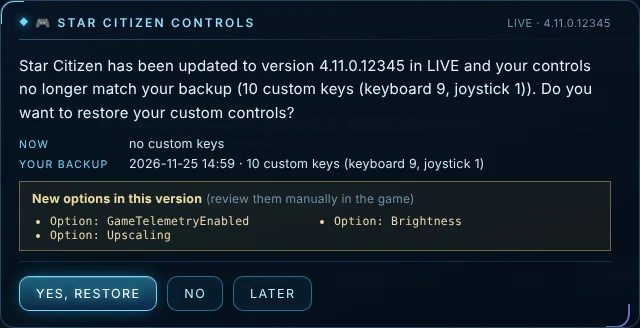 STAR CITIZEN CONTROLS
LIVE · 4.11.0.12345
Star Citizen has been updated to version 4.11.0.12345 in LIVE and your controls
no longer match your backup (10 custom keys (keyboard 9, joystick 1)). Do you
want to restore your custom controls?
NOW no custom keys
YOUR BACKUP 2026-11-25 14:59 · 10 custom keys (keyboard 9, joystick 1)
New options in this version (review them manually in the game)
• Option: GameTelemetryEnabled
• Option: Brightness
• Option: Upscaling
YES, RESTORE
NO
LATER